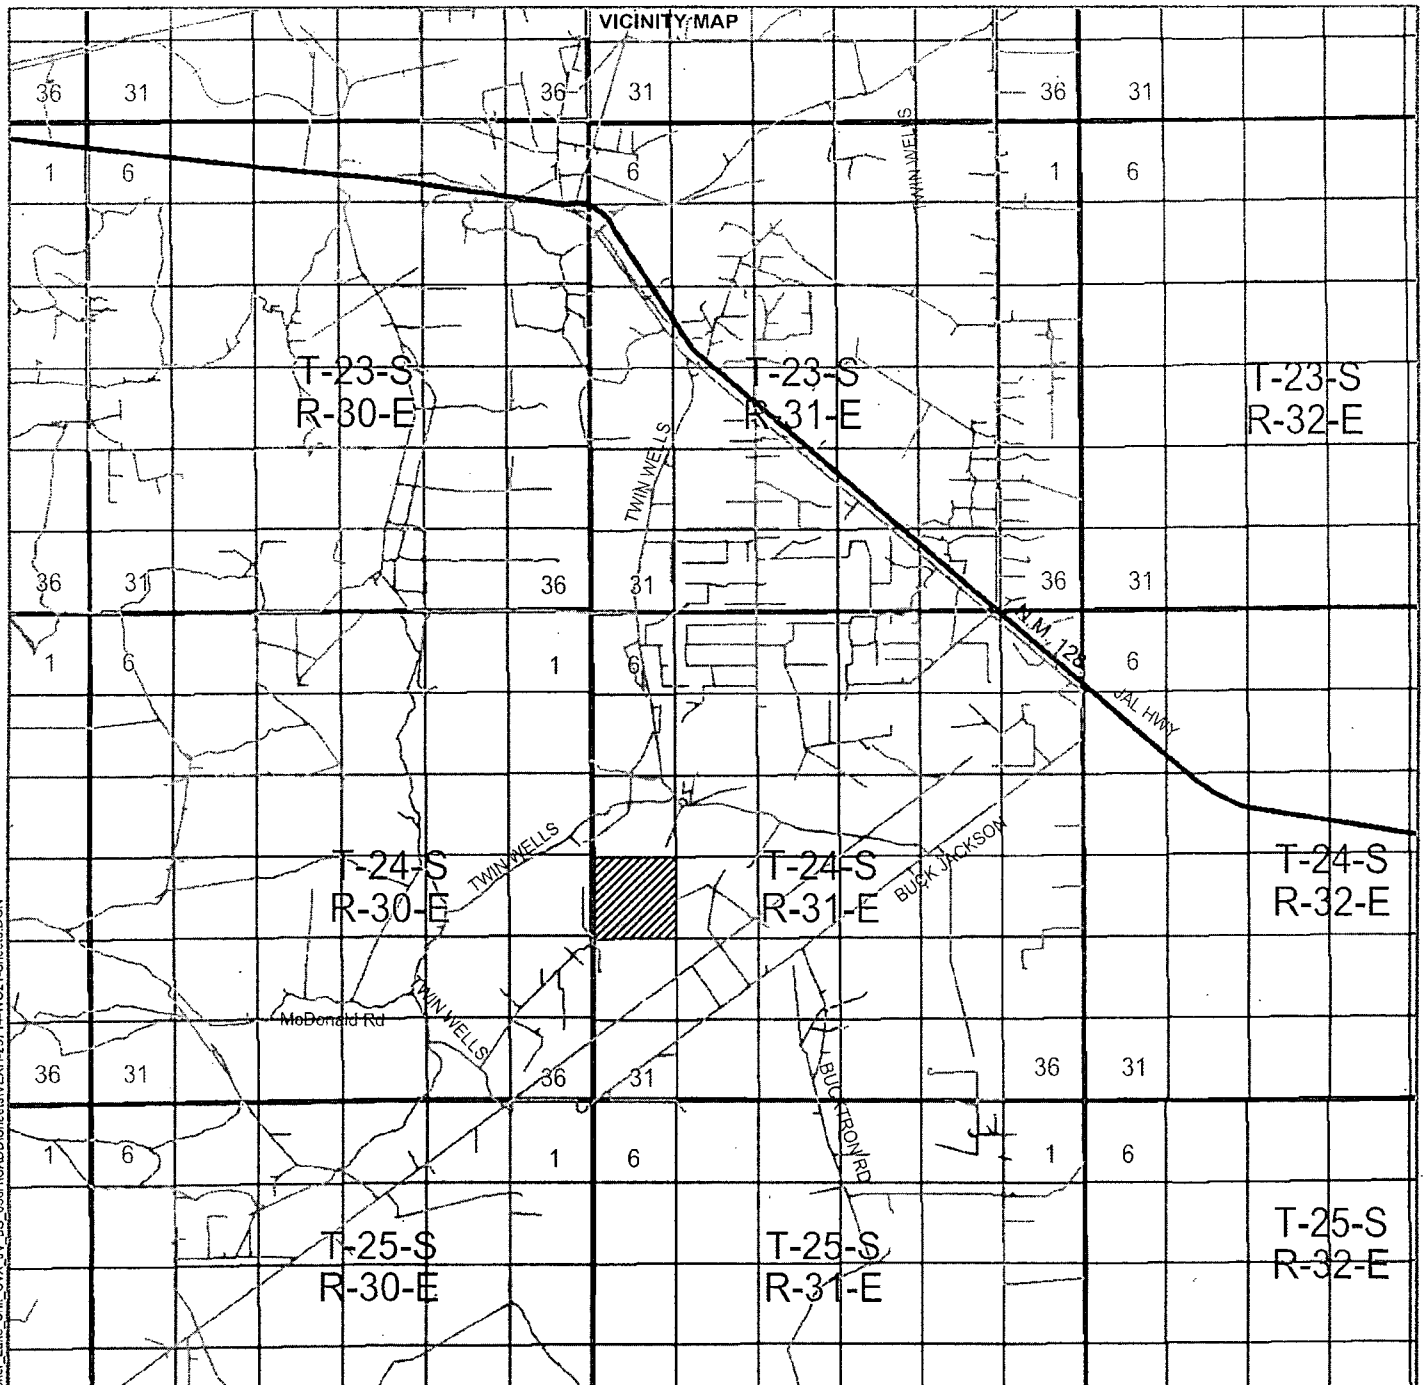 VICINITY MAP
36 31 36 31 36 31
1 6 1 6 1 6
TWIN WELLS
T-23-S T-23-S T-23-S
R-30-E R-31-E R-32-E
TWIN WELLS
36 31 36 31 36 31
N.M. 128
1 6 1 6 6
JAL HWY
TWIN WELLS
BUCK JACKSON
T-24-S T-24-S T-24-S
R-30-E R-31-E R-32-E
TWIN WELLS
McDonald Rd
36 31 36 31 36 31
BUCKTRON RD
1 6 1 6 1 6
T-25-S T-25-S T-25-S
R-30-E R-31-E R-32-E